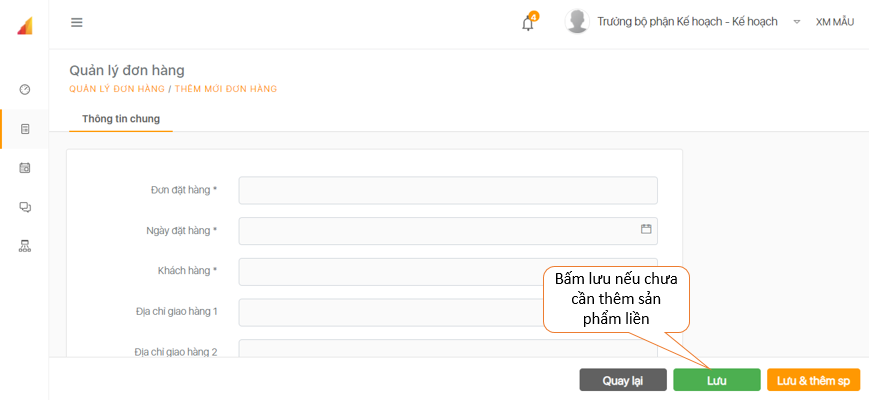 4
Trưởng bộ phận Kế hoạch - Kế hoạch
XM MẪU
Quản lý đơn hàng
QUẢN LÝ ĐƠN HÀNG / THÊM MỚI ĐƠN HÀNG
Thông tin chung
Đơn đặt hàng *
Ngày đặt hàng *
Khách hàng *
Địa chỉ giao hàng 1
Địa chỉ giao hàng 2
Bấm lưu nếu chưa
cần thêm sản
phẩm liền
Quay lại
Lưu
Lưu & thêm sp